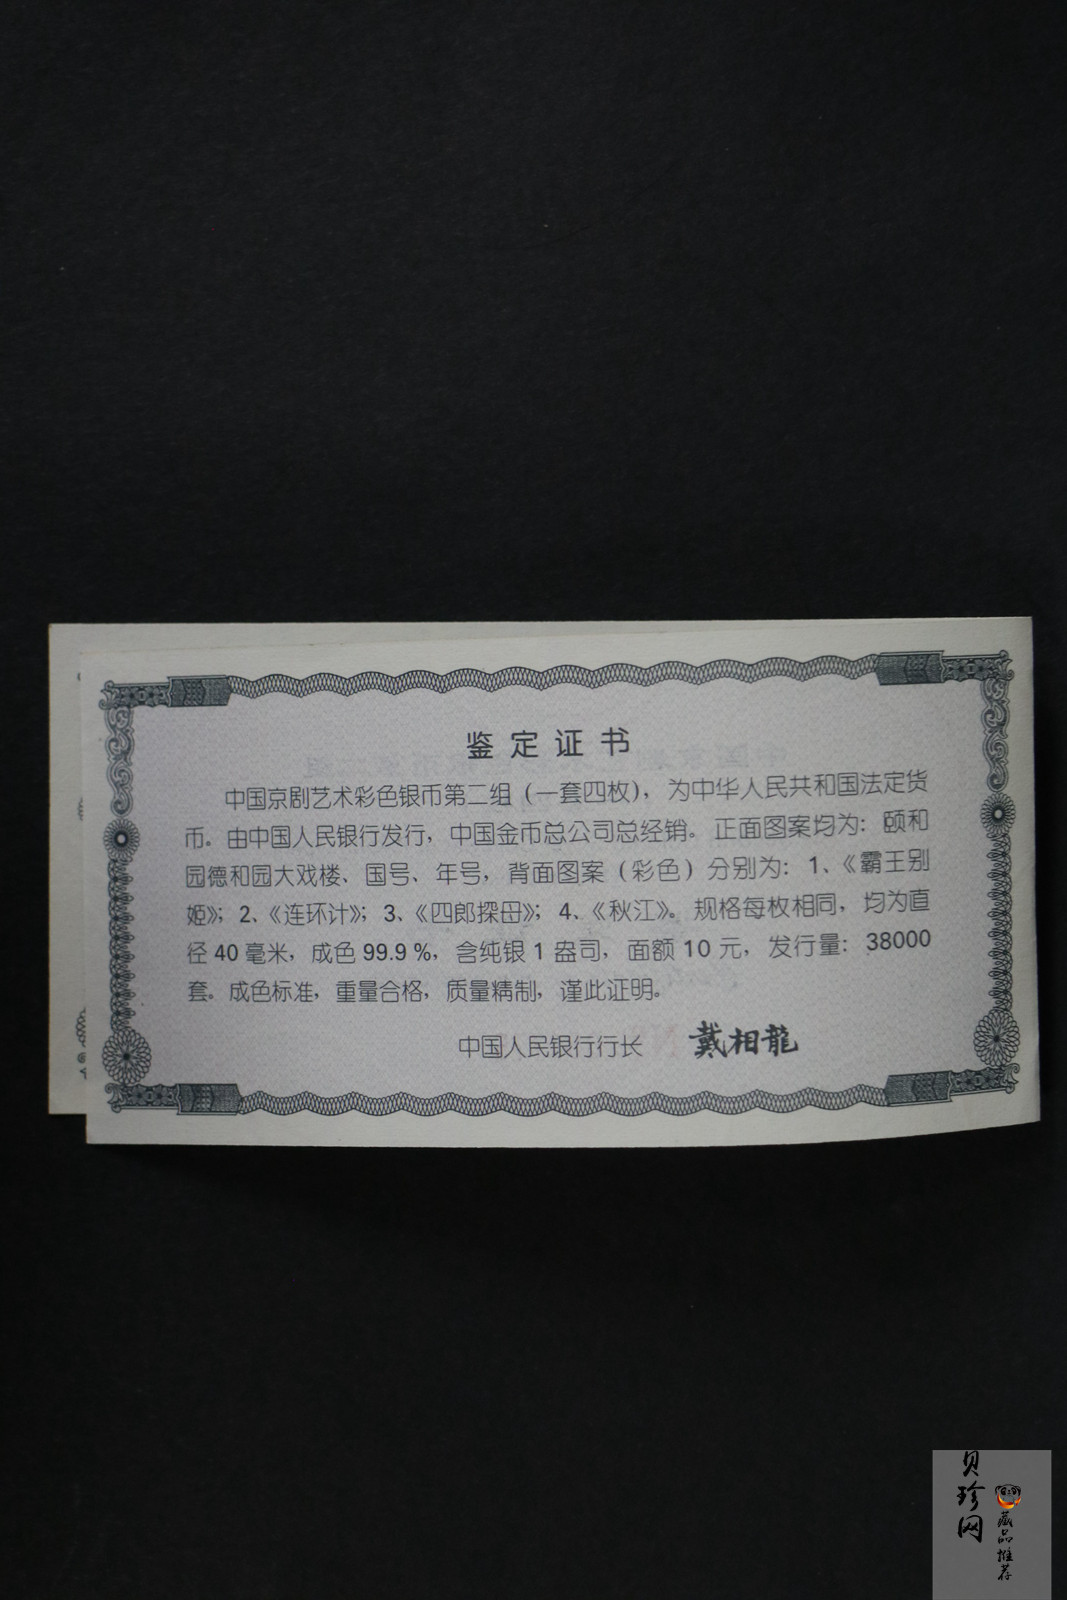 鉴定证书
中国京剧艺术彩色银币第二组(一套四枚),为中华人民共和国法定货
币。由中国人民银行发行,中国金币总公司总经销。正面图案均为:颐和
园德和园大戏楼、国号、年号,背面图案(彩色)分别为:1、《霸王别
姬》;2、《连环计》;3、《四郎探母》;4、《秋江》。规格每枚相同,均为直
径40毫米,成色99.9%,含纯银1盎司,面额10元,发行量:38000
套。成色标准,重量合格,质量精制,谨此证明。
中国人民银行行长 戴相龍
贝珍网
藏品推荐